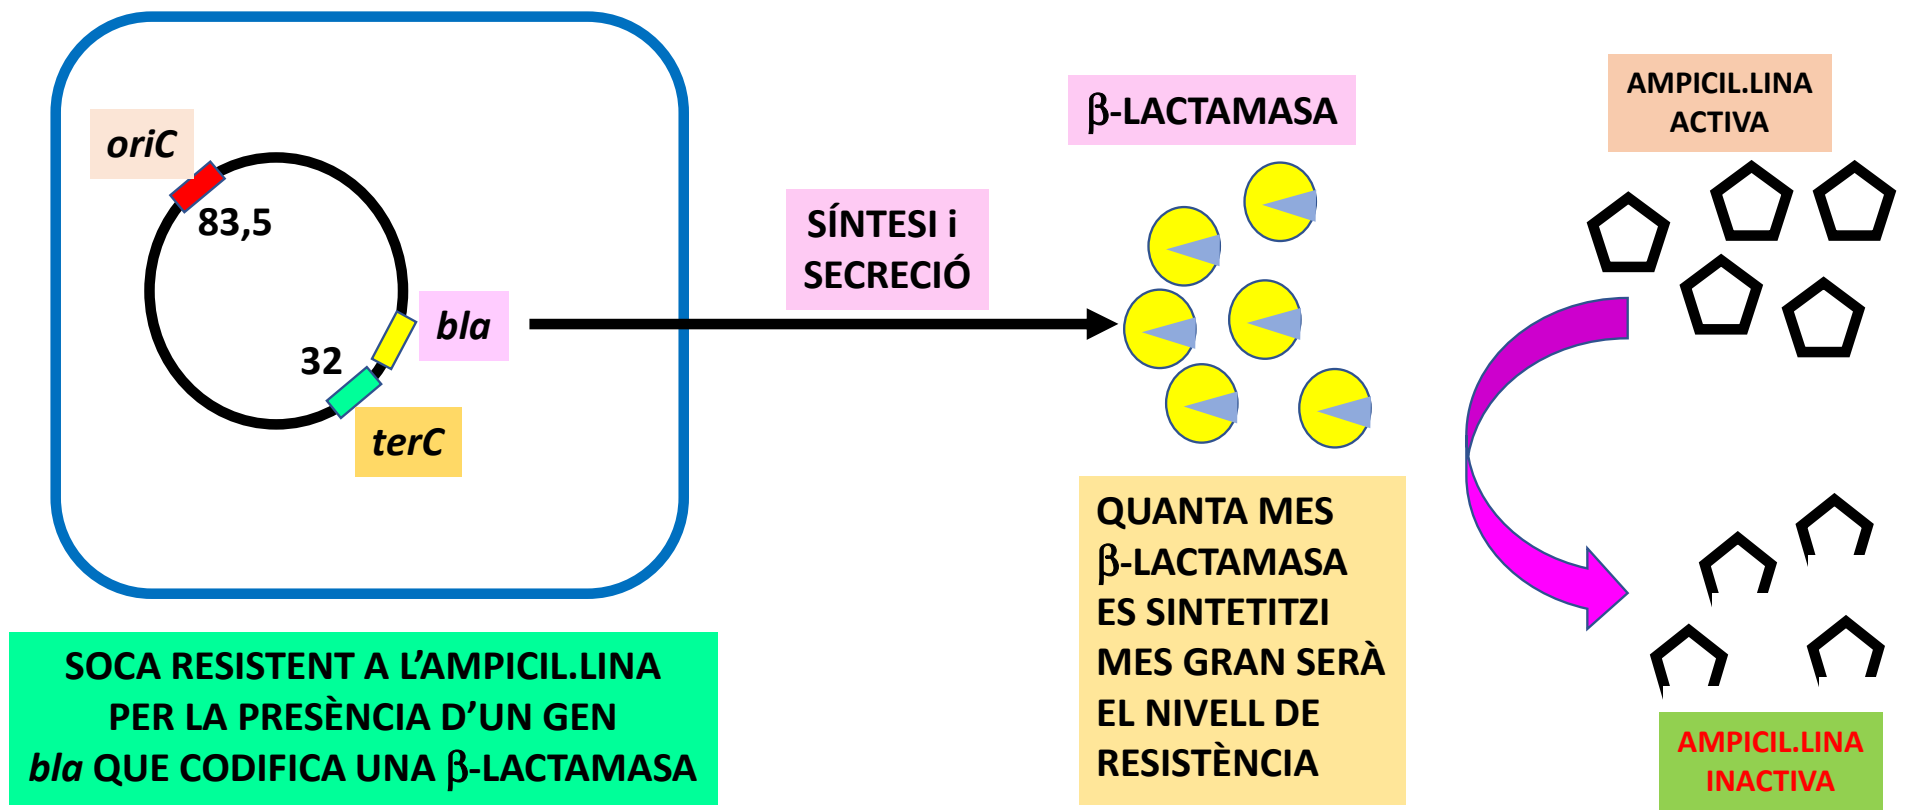 oriC
83,5
bla
32
terC
SOCA RESISTENT A L’AMPICIL.LINA
PER LA PRESÈNCIA D’UN GEN
bla QUE CODIFICA UNA β-LACTAMASA
SÍNTESI i
SECRECIÓ
β-LACTAMASA
QUANTA MES
β-LACTAMASA
ES SINTETITZI
MES GRAN SERÀ
EL NIVELL DE
RESISTÈNCIA
AMPICIL.LINA
ACTIVA
AMPICIL.LINA
INACTIVA